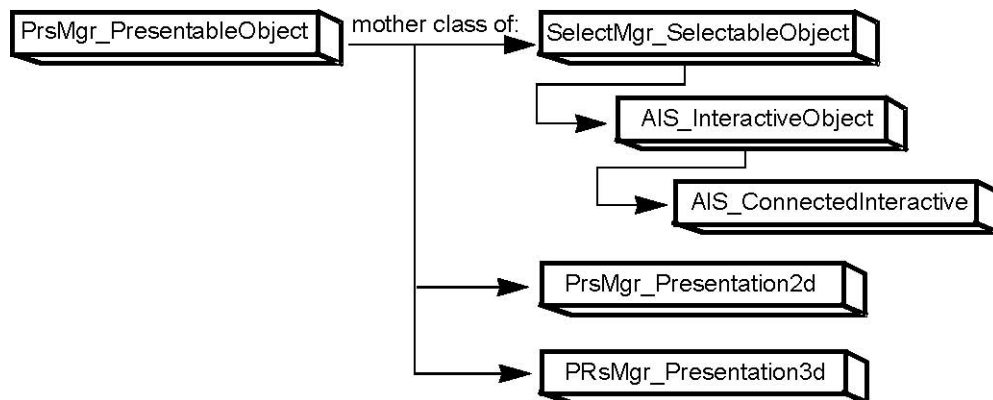 PrsMgr_PresentableObject
mother class of:
SelectMgr_SelectableObject
AIS_InteractiveObject
AIS_ConnectedInteractive
PrsMgr_Presentation2d
PRsMgr_Presentation3d